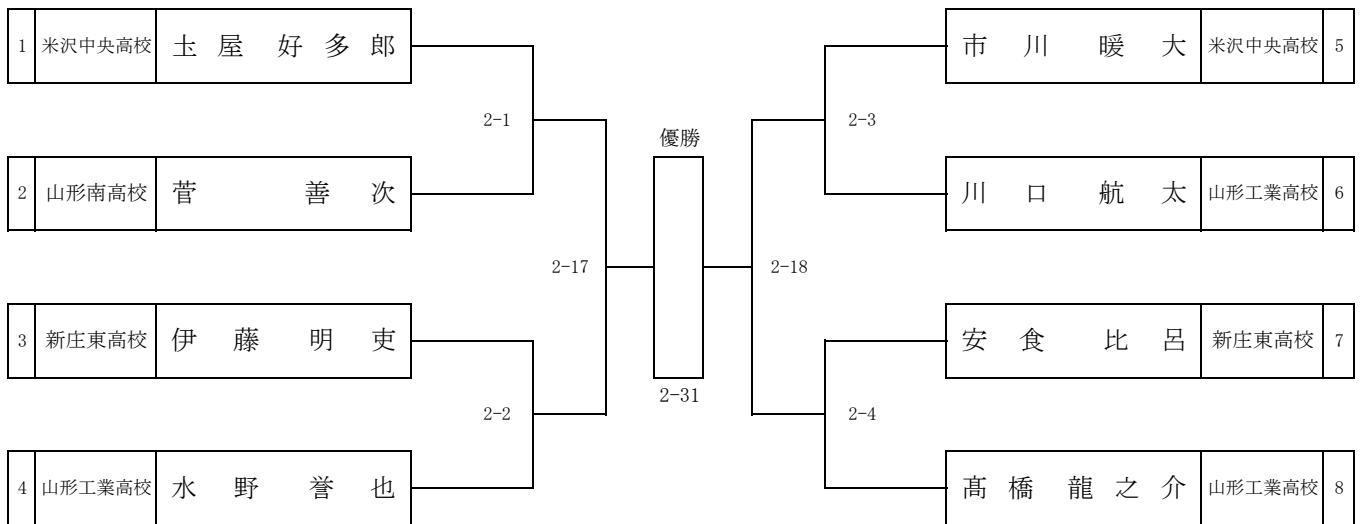 1 米沢中央高校 圡屋 好多郎
市川 暖大 米沢中央高校 5
2-1
2-3
優勝
2 山形南高校 菅 善次
川口 航太 山形工業高校 6
2-17
2-18
3 新庄東高校 伊藤 明吏
安食 比呂 新庄東高校 7
2-31
2-2
2-4
4 山形工業高校 水野 誉也
髙橋 龍之介 山形工業高校 8